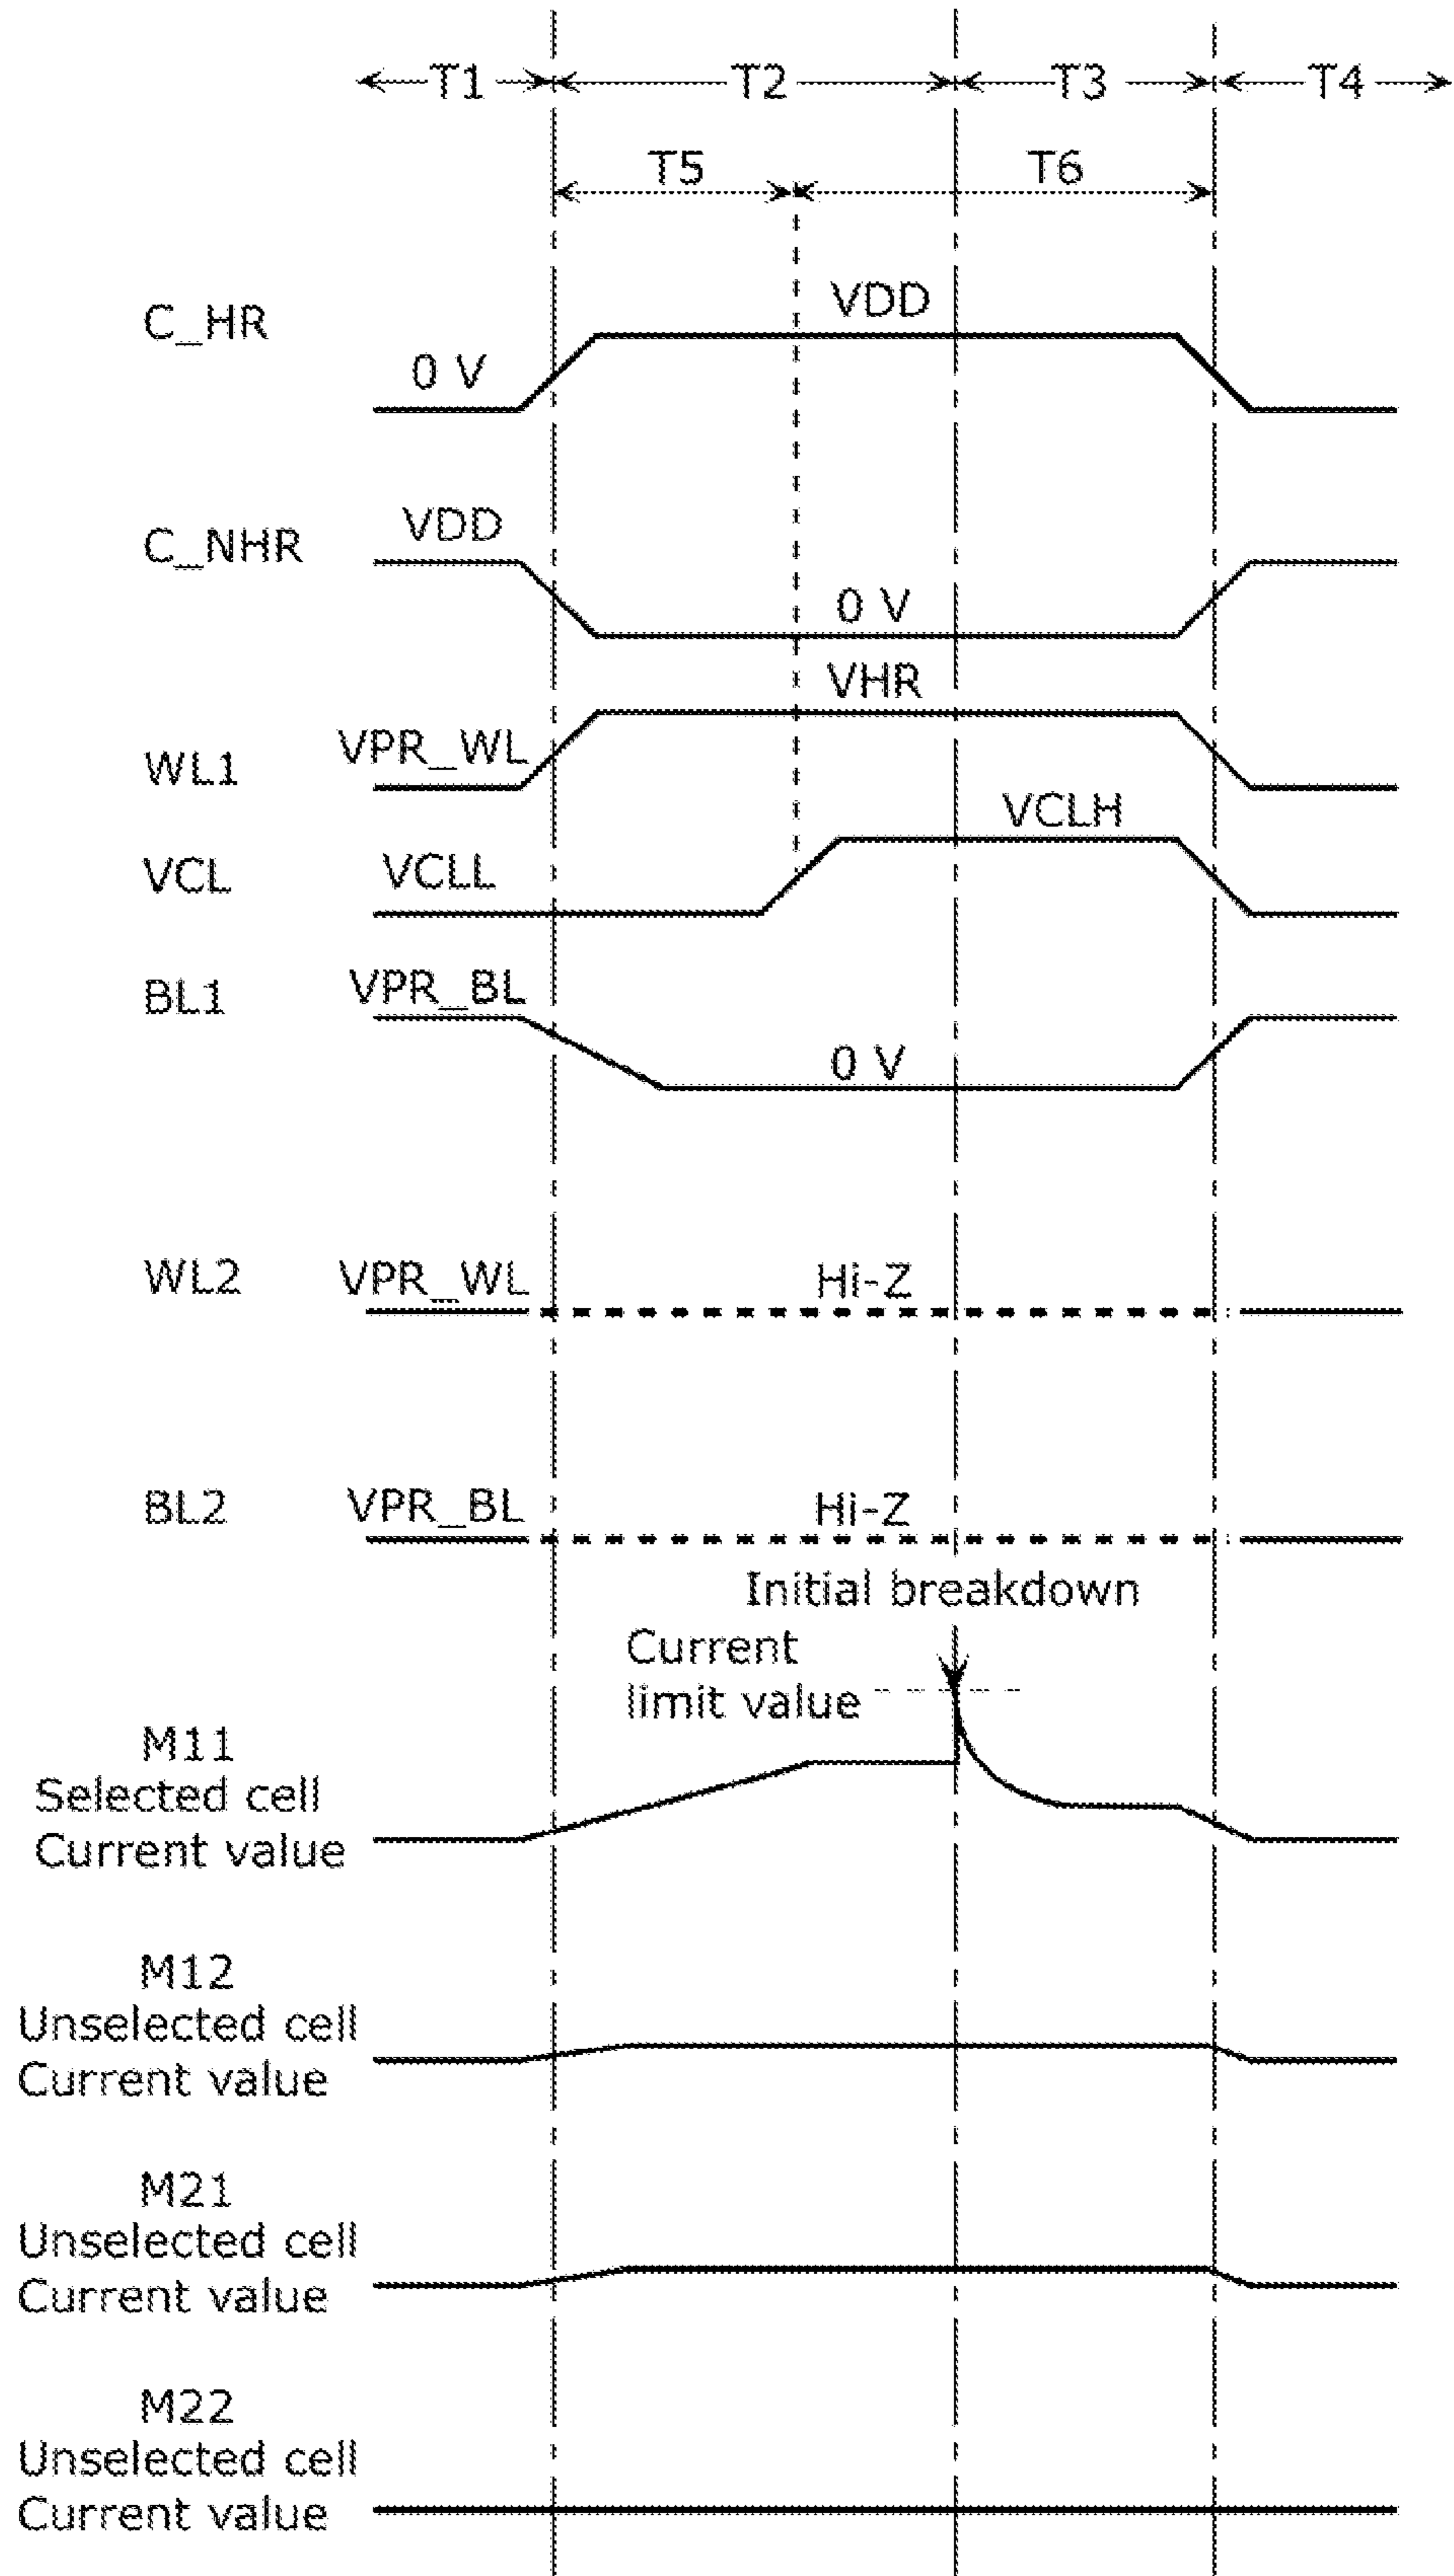 T1 T2 T3 T4
T5 T6
C_HR 0 V VDD
C_NHR VDD 0 V
WL1 VPR_WL VHR
VCL VCLL VCLH
BL1 VPR_BL 0 V
WL2 VPR_WL Hi-Z
BL2 VPR_BL Hi-Z
Initial breakdown
Current
limit value
M11
Selected cell
Current value
M12
Unselected cell
Current value
M21
Unselected cell
Current value
M22
Unselected cell
Current value